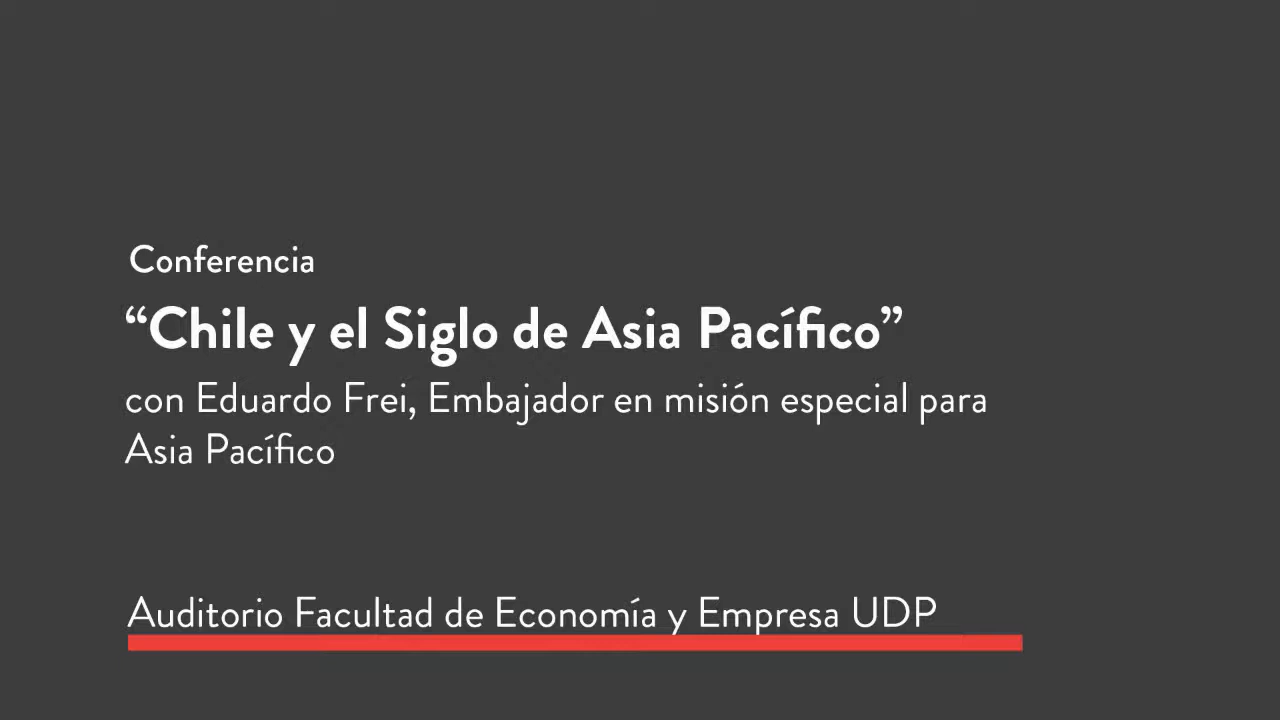 Conferencia
“Chile y el Siglo de Asia Pacífico”
con Eduardo Frei, Embajador en misión especial para
Asia Pacífico
Auditorio Facultad de Economía y Empresa UDP